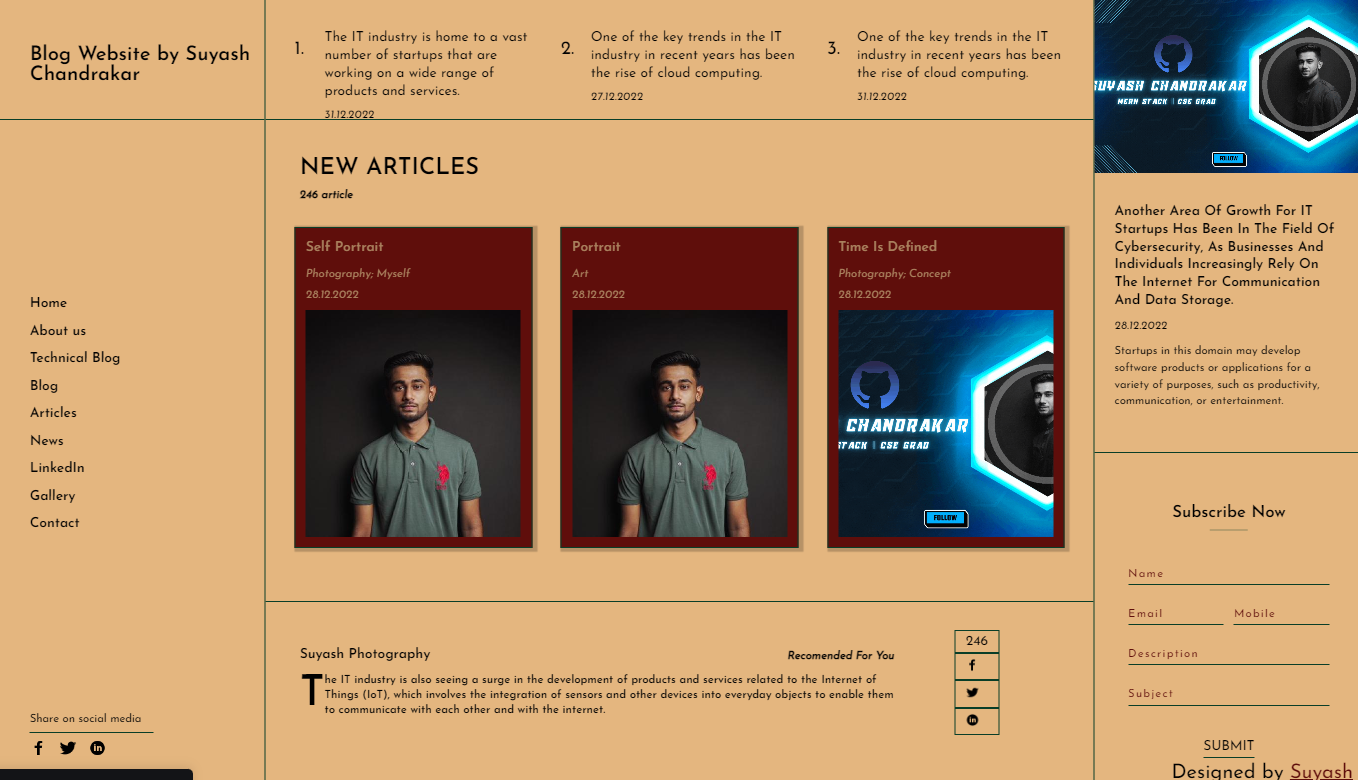 Blog Website by Suyash
Chandrakar
Home
About us
Technical Blog
Blog
Articles
News
LinkedIn
Gallery
Contact
Share on social media
1.
The IT industry is home to a vast
number of startups that are
working on a wide range of
products and services.
31.12.2022
2.
One of the key trends in the IT
industry in recent years has been
the rise of cloud computing.
27.12.2022
3.
One of the key trends in the IT
industry in recent years has been
the rise of cloud computing.
31.12.2022
NEW ARTICLES
246 article
Self Portrait
Photography; Myself
28.12.2022
Portrait
Art
28.12.2022
Time Is Defined
Photography; Concept
28.12.2022
CHANDRAKAR
STACK | CSE GRAD
FOLLOW
Suyash Photography
Recomended For You
The IT industry is also seeing a surge in the development of products and services related to the Internet of
Things (IoT), which involves the integration of sensors and other devices into everyday objects to enable them
to communicate with each other and with the internet.
246
SUYASH CHANDRAKAR
MERN STACK | CSE GRAD
FOLLOW
Another Area Of Growth For IT
Startups Has Been In The Field Of
Cybersecurity, As Businesses And
Individuals Increasingly Rely On
The Internet For Communication
And Data Storage.
28.12.2022
Startups in this domain may develop
software products or applications for a
variety of purposes, such as productivity,
communication, or entertainment.
Subscribe Now
Name
Email
Mobile
Description
Subject
SUBMIT
Designed by Suyash